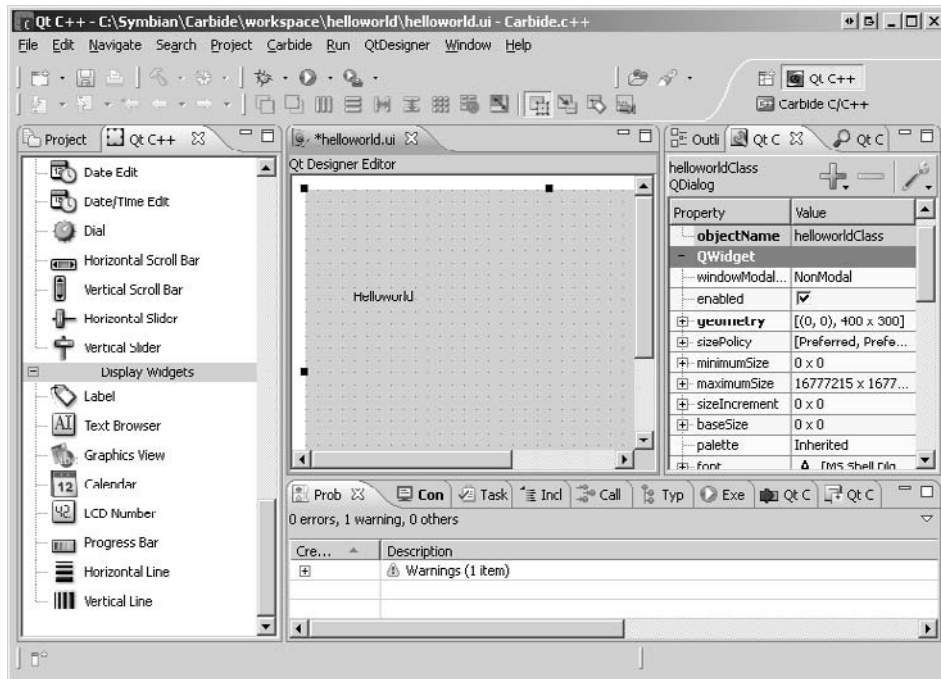 Qt C++ - C:\Symbian\Carbide\workspace\helloworld\helloworld.ui - Carbide.c++
File Edit Navigate Search Project Carbide Run QtDesigner Window Help
Qt C++
Carbide C/C++
Project
Qt C++
Date Edit
Date/Time Edit
Dial
Horizontal Scroll Bar
Vertical Scroll Bar
Horizontal Slider
Vertical Slider
Display Widgets
Label
Text Browser
Graphics View
Calendar
LCD Number
Progress Bar
Horizontal Line
Vertical Line
*helloworld.ui
Qt Designer Editor
Helloworld
Outli Qt C Qt C
helloworldClass
QDialog
Property Value
objectName helloworldClass
QWidget
windowModal... NonModal
enabled
geometry [(0, 0), 400 x 300]
sizePolicy [Preferred, Prefe...
minimumSize 0 x 0
maximumSize 16777215 x 1677...
sizeIncrement 0 x 0
baseSize 0 x 0
palette Inherited
font A [MS Shell Dlg
Prob Con Task Incl Call Typ Exe Qt C Qt C
0 errors, 1 warning, 0 others
Cre... Description
Warnings (1 item)